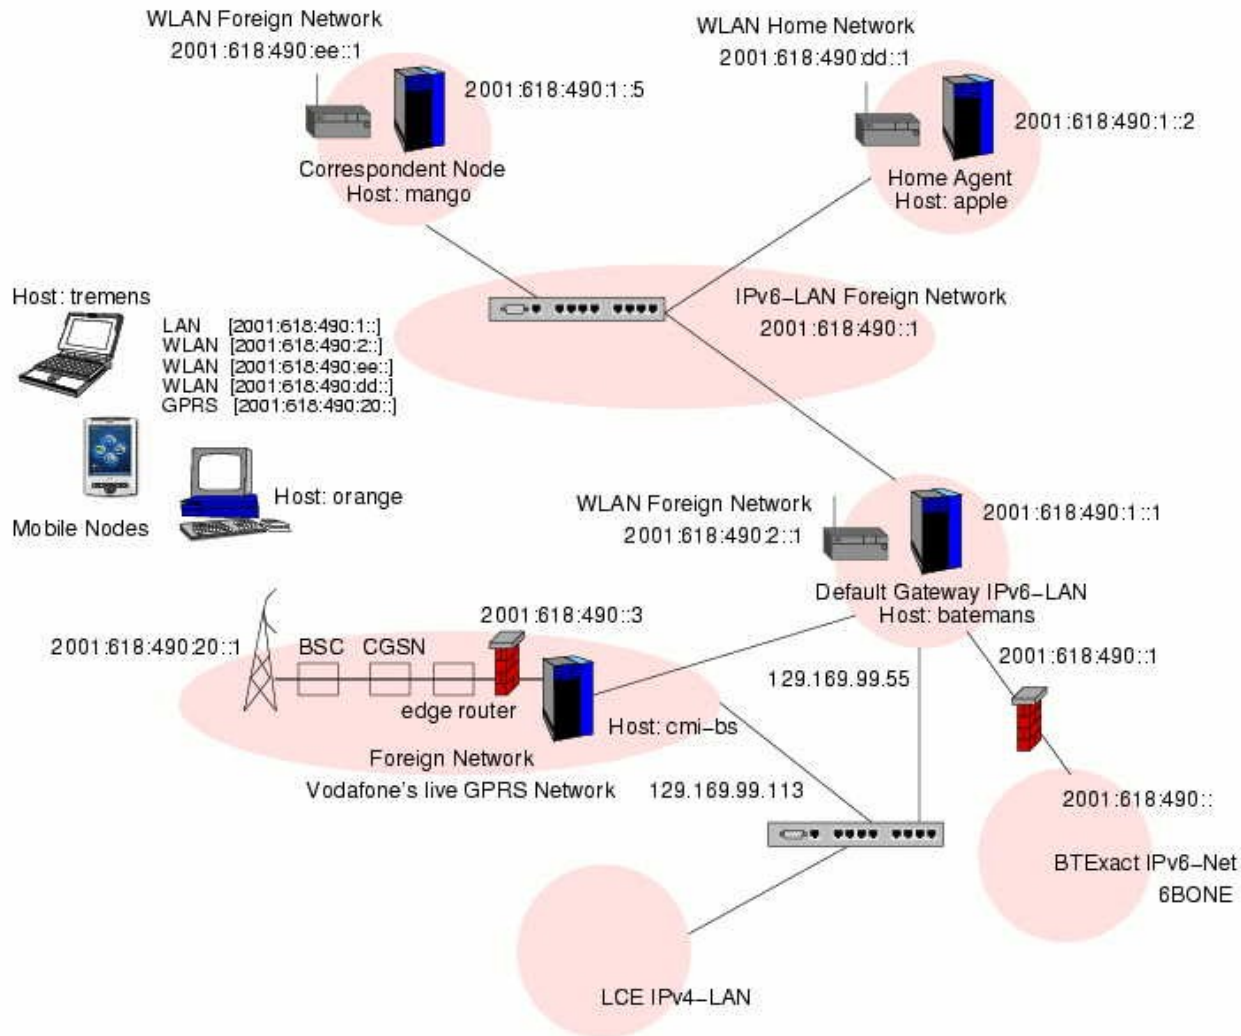 WLAN Foreign Network
2001:618:490:ee::1
2001:618:490:1::5
Correspondent Node
Host: mango
WLAN Home Network
2001:618:490:dd::1
2001:618:490:1::2
Home Agent
Host: apple
IPv6-LAN Foreign Network
2001:618:490::1
Host: tremens
LAN [2001:618:490:1::]
WLAN [2001:618:490:2::]
WLAN [2001:618:490:ee::]
WLAN [2001:618:490:dd::]
GPRS [2001:618:490:20::]
Host: orange
Mobile Nodes
WLAN Foreign Network
2001:618:490:2::1
2001:618:490:1::1
Default Gateway IPv6-LAN
Host: batemans
2001:618:490::3
2001:618:490:20::1
BSC CGSN
edge router
Host: cmi-bs
Foreign Network
Vodafone's live GPRS Network
129.169.99.55
2001:618:490::1
129.169.99.113
2001:618:490::
BTExact IPv6-Net
6BONE
LCE IPv4-LAN